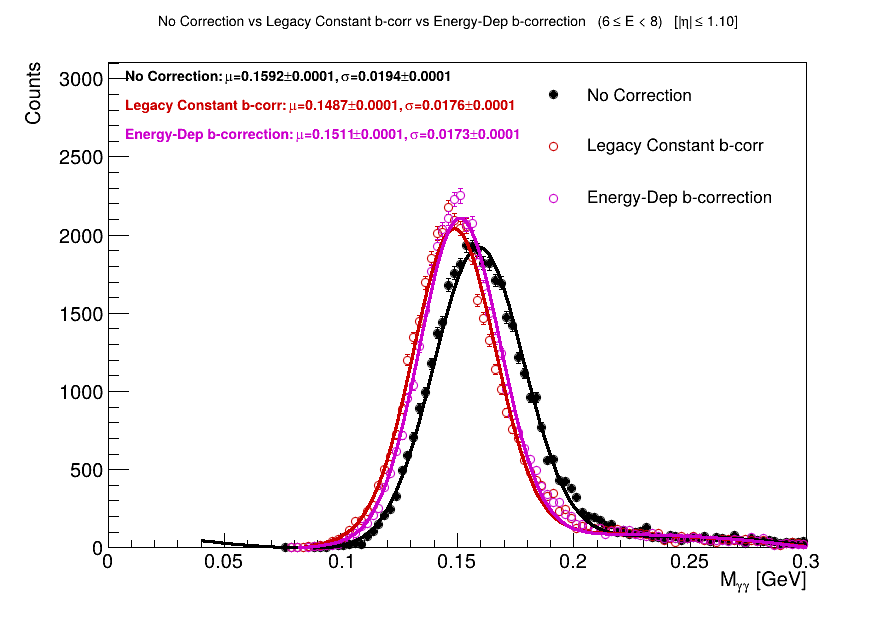 No Correction vs Legacy Constant b-corr vs Energy-Dep b-correction (6 ≤ E < 8) [|η| ≤ 1.10]
Counts
3000
2500
2000
1500
1000
500
0
No Correction: μ=0.1592±0.0001, σ=0.0194±0.0001
Legacy Constant b-corr: μ=0.1487±0.0001, σ=0.0176±0.0001
Energy-Dep b-correction: μ=0.1511±0.0001, σ=0.0173±0.0001
No Correction
Legacy Constant b-corr
Energy-Dep b-correction
0 0.05 0.1 0.15 0.2 0.25 0.3
Mγγ [GeV]